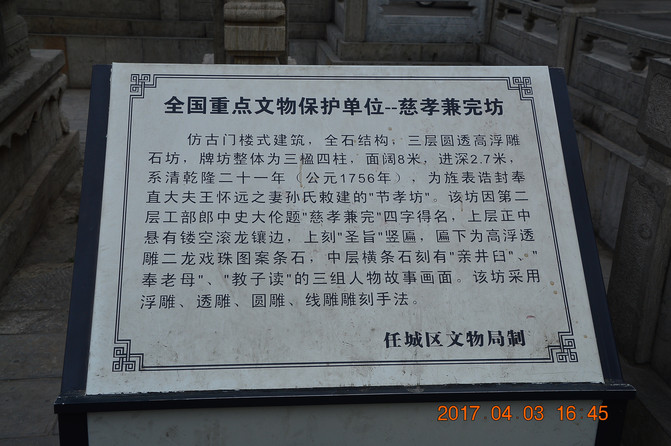 全国重点文物保护单位--慈孝兼完坊
仿古门楼式建筑，全石结构，三层圆透高浮雕
石坊，牌坊整体为三楹四柱，面阔8米，进深2.7米，
系清乾隆二十一年（公元1756年），为旌表诰封奉
直大夫王怀远之妻孙氏敕建的"节孝坊"。该坊因第二
层工部郎中史大伦题"慈孝兼完"四字得名，上层正中
悬有镂空滚龙镶边，上刻"圣旨"竖匾，匾下为高浮透
雕二龙戏珠图案条石，中层横条石刻有"亲井臼"、"
奉老母"、"教子读"的三组人物故事画面。该坊采用
浮雕、透雕、圆雕、线雕雕刻手法。
任城区文物局制
2017.04.03 16:45